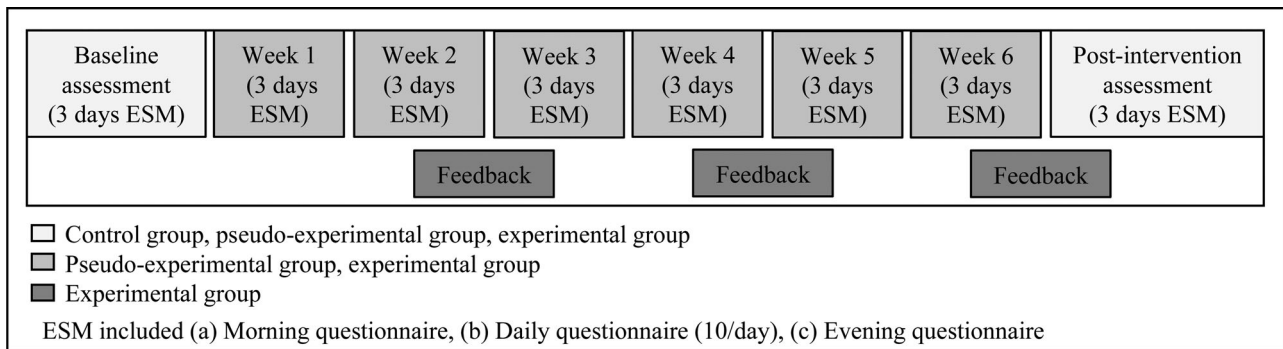 Baseline
assessment
(3 days ESM)
Week 1
(3 days
ESM)
Week 2
(3 days
ESM)
Week 3
(3 days
ESM)
Week 4
(3 days
ESM)
Week 5
(3 days
ESM)
Week 6
(3 days
ESM)
Post-intervention
assessment
(3 days ESM)
Feedback
Feedback
Feedback
Control group, pseudo-experimental group, experimental group
Pseudo-experimental group, experimental group
Experimental group
ESM included (a) Morning questionnaire, (b) Daily questionnaire (10/day), (c) Evening questionnaire